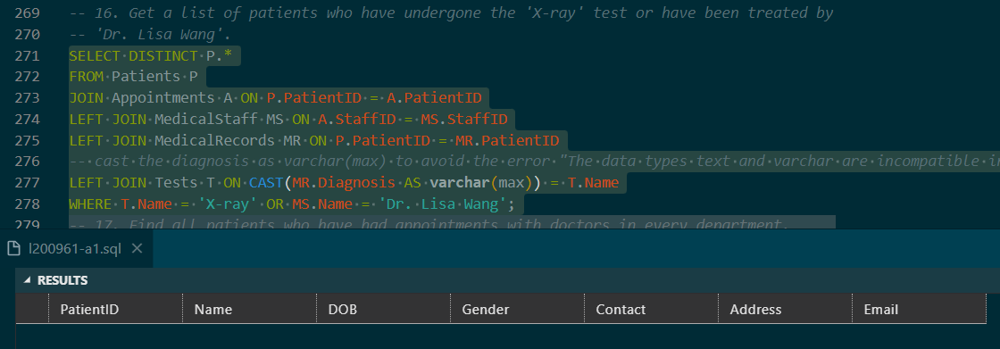 269 -- 16. Get a list of patients who have undergone the 'X-ray' test or have been treated by
270 -- 'Dr. Lisa Wang'.
271 SELECT DISTINCT P.*
272 FROM Patients P
273 JOIN Appointments A ON P.PatientID = A.PatientID
274 LEFT JOIN MedicalStaff MS ON A.StaffID = MS.StaffID
275 LEFT JOIN MedicalRecords MR ON P.PatientID = MR.PatientID
276 -- cast the diagnosis as varchar(max) to avoid the error "The data types text and varchar are incompatible in
277 LEFT JOIN Tests T ON CAST(MR.Diagnosis AS varchar(max)) = T.Name
278 WHERE T.Name = 'X-ray' OR MS.Name = 'Dr. Lisa Wang';
279 -- 17. Find all patients who have had appointments with doctors in every department.
l200961-a1.sql
RESULTS
PatientID Name DOB Gender Contact Address Email